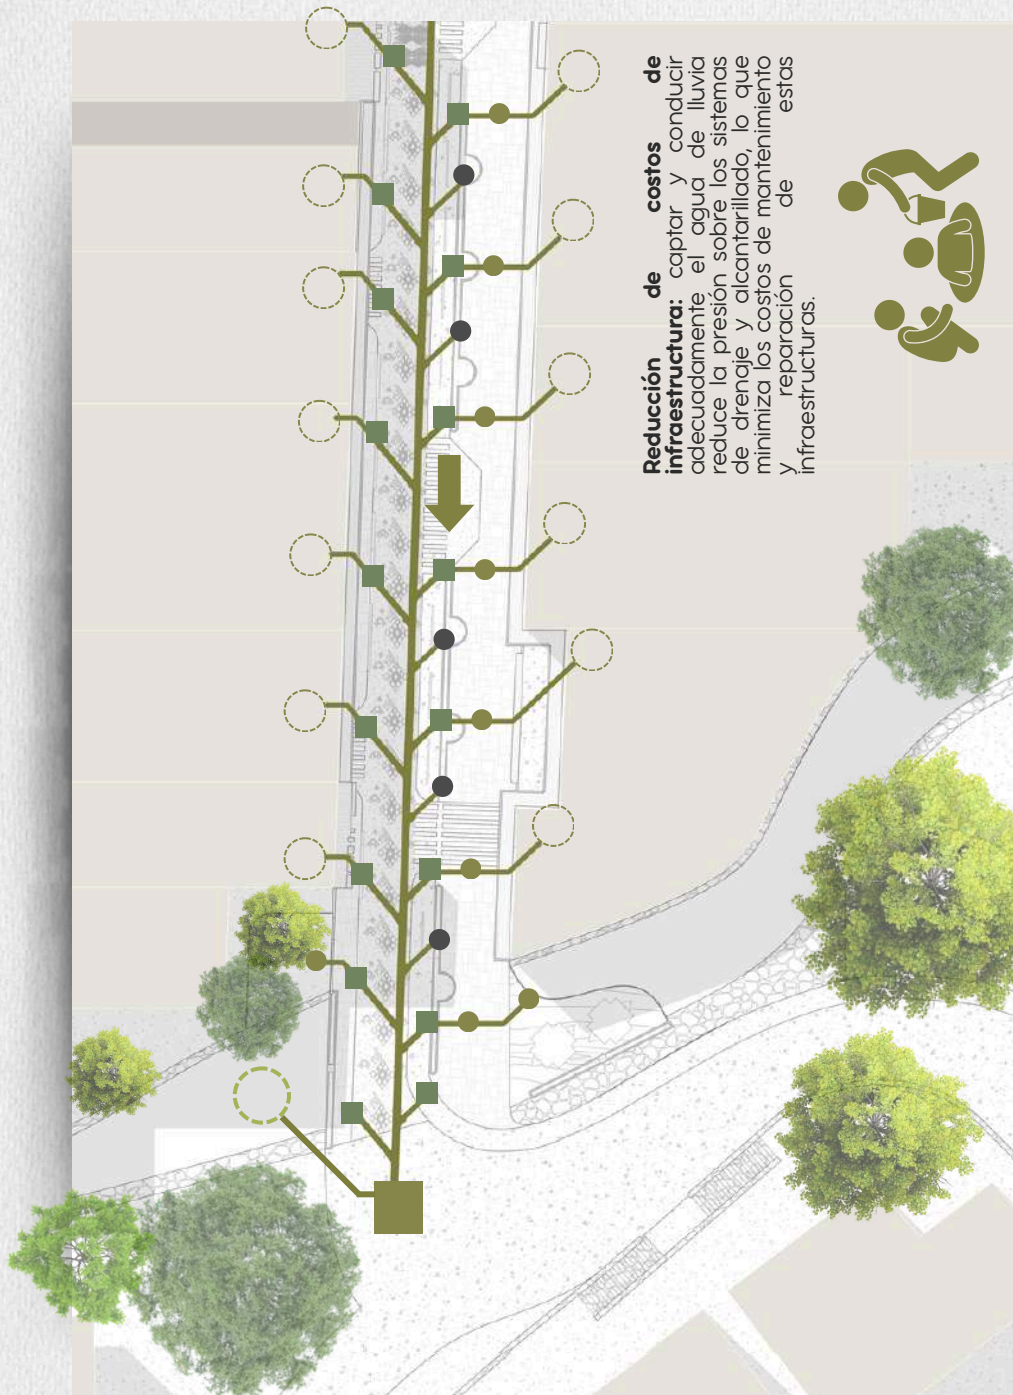 Reducción de costos de
infraestructura: captar y conducir
adecuadamente el agua de lluvia
reduce la presión sobre los sistemas
de drenaje y alcantarillado, lo que
minimiza los costos de mantenimiento
y reparación de estas
infraestructuras.